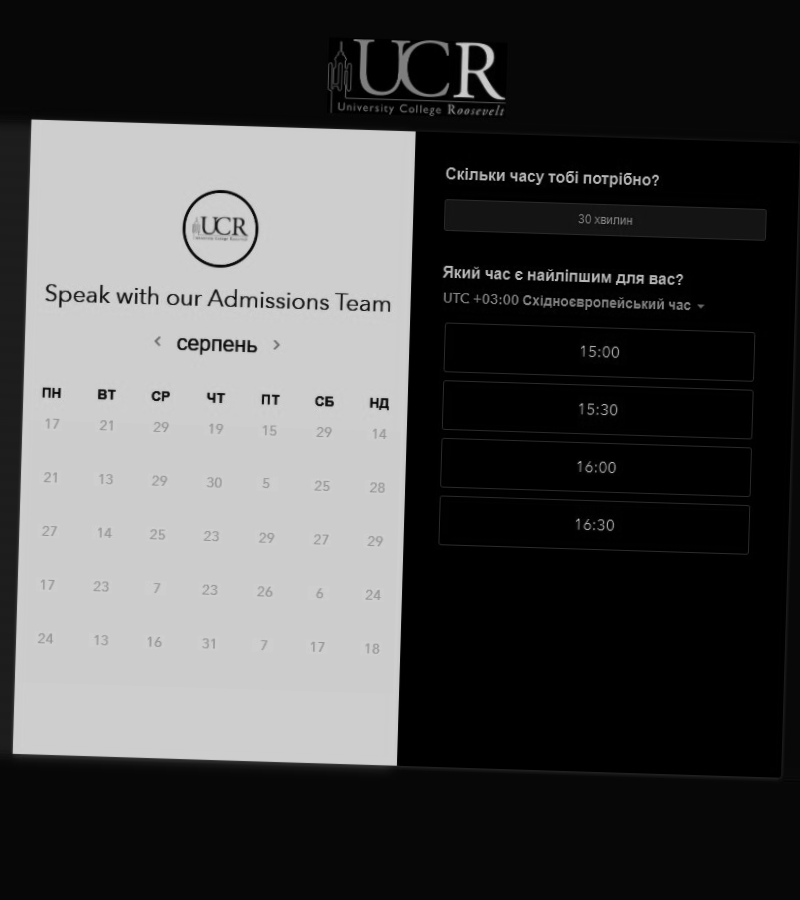 UCR
University College Roosevelt
UCR
University College Roosevelt
Speak with our Admissions Team
серпень
ПН ВТ СР ЧТ ПТ СБ НД
17 21 29 19 15 29 14
21 13 29 30 5 25 28
27 14 25 23 29 27 29
17 23 7 23 26 6 24
24 13 16 31 7 17 18
Скільки часу тобі потрібно?
30 хвилин
Який час є найліпшим для вас?
UTC +03:00 Східноєвропейський час
15:00
15:30
16:00
16:30